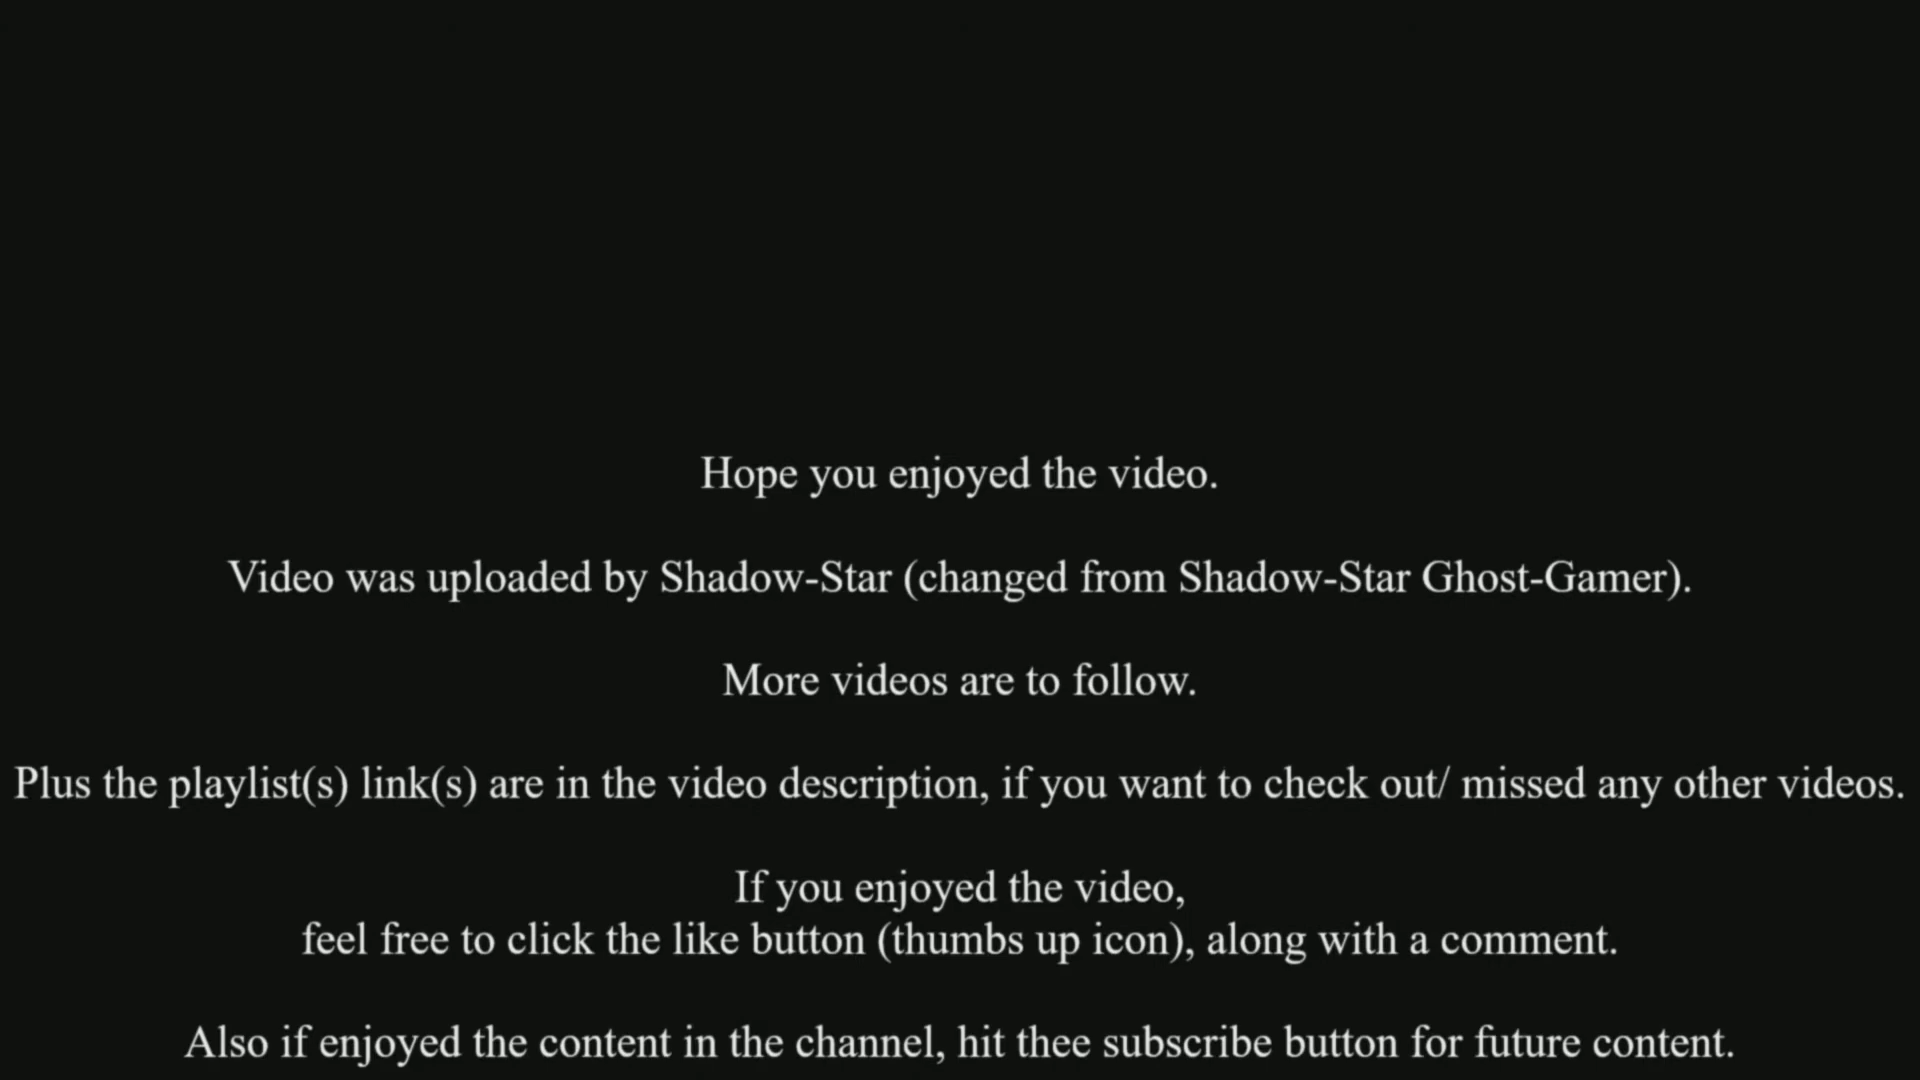 Hope you enjoyed the video.
Video was uploaded by Shadow-Star (changed from Shadow-Star Ghost-Gamer).
More videos are to follow.
Plus the playlist(s) link(s) are in the video description, if you want to check out/ missed any other videos.
If you enjoyed the video,
feel free to click the like button (thumbs up icon), along with a comment.
Also if enjoyed the content in the channel, hit thee subscribe button for future content.